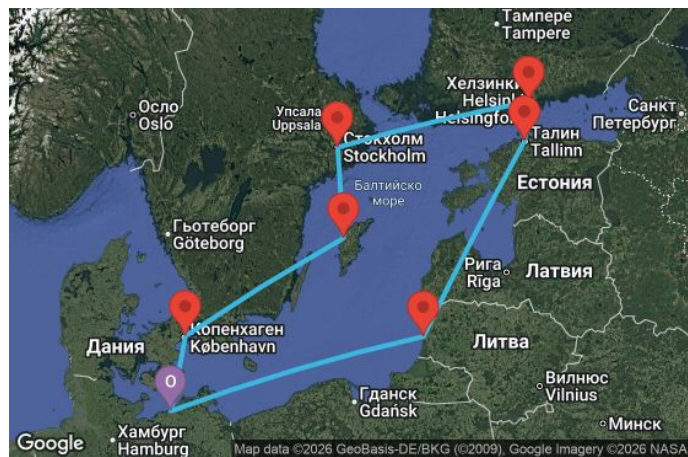 Тампере
Tampere
Осло
Oslo
Упсала
Uppsala
Хелзинки
Helsinki
Helsingfors
Санкт
Петербург
Стокхолм
Stockholm
Талин
Tallinn
Балтийско
море
ЕСТОНИЯ
Гьотеборг
Göteborg
Рига
Rīga
ЛАТВИЯ
Копенхаген
København
Дания
Литва
О
Гданск
Gdańsk
Вилнюс
Vilnius
Хамбург
Hamburg
Минск
Google
Map data ©2026 GeoBasis-DE/BKG (©2009), Google Imagery ©2026 NASA